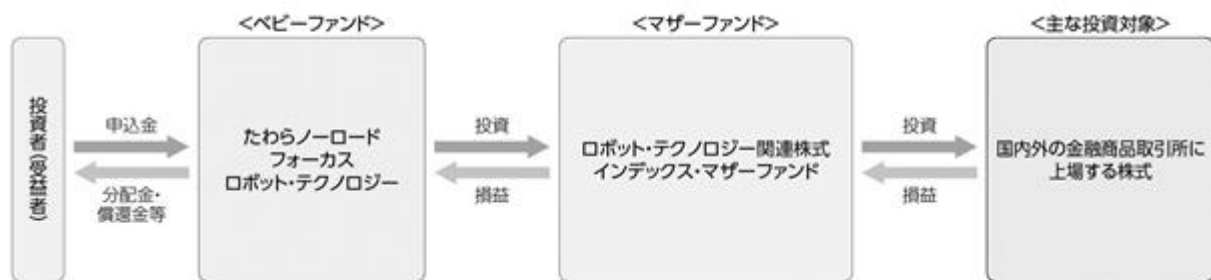 <ベビーファンド>
<マザーファンド>
<主な投資対象>
投資者(受益者)
申込金
分配金・
償還金等
たわらノーロード
フォーカス
ロボット・テクノロジー
投資
損益
ロボット・テクノロジー関連株式
インデックス・マザーファンド
投資
損益
国内外の金融商品取引所に
上場する株式